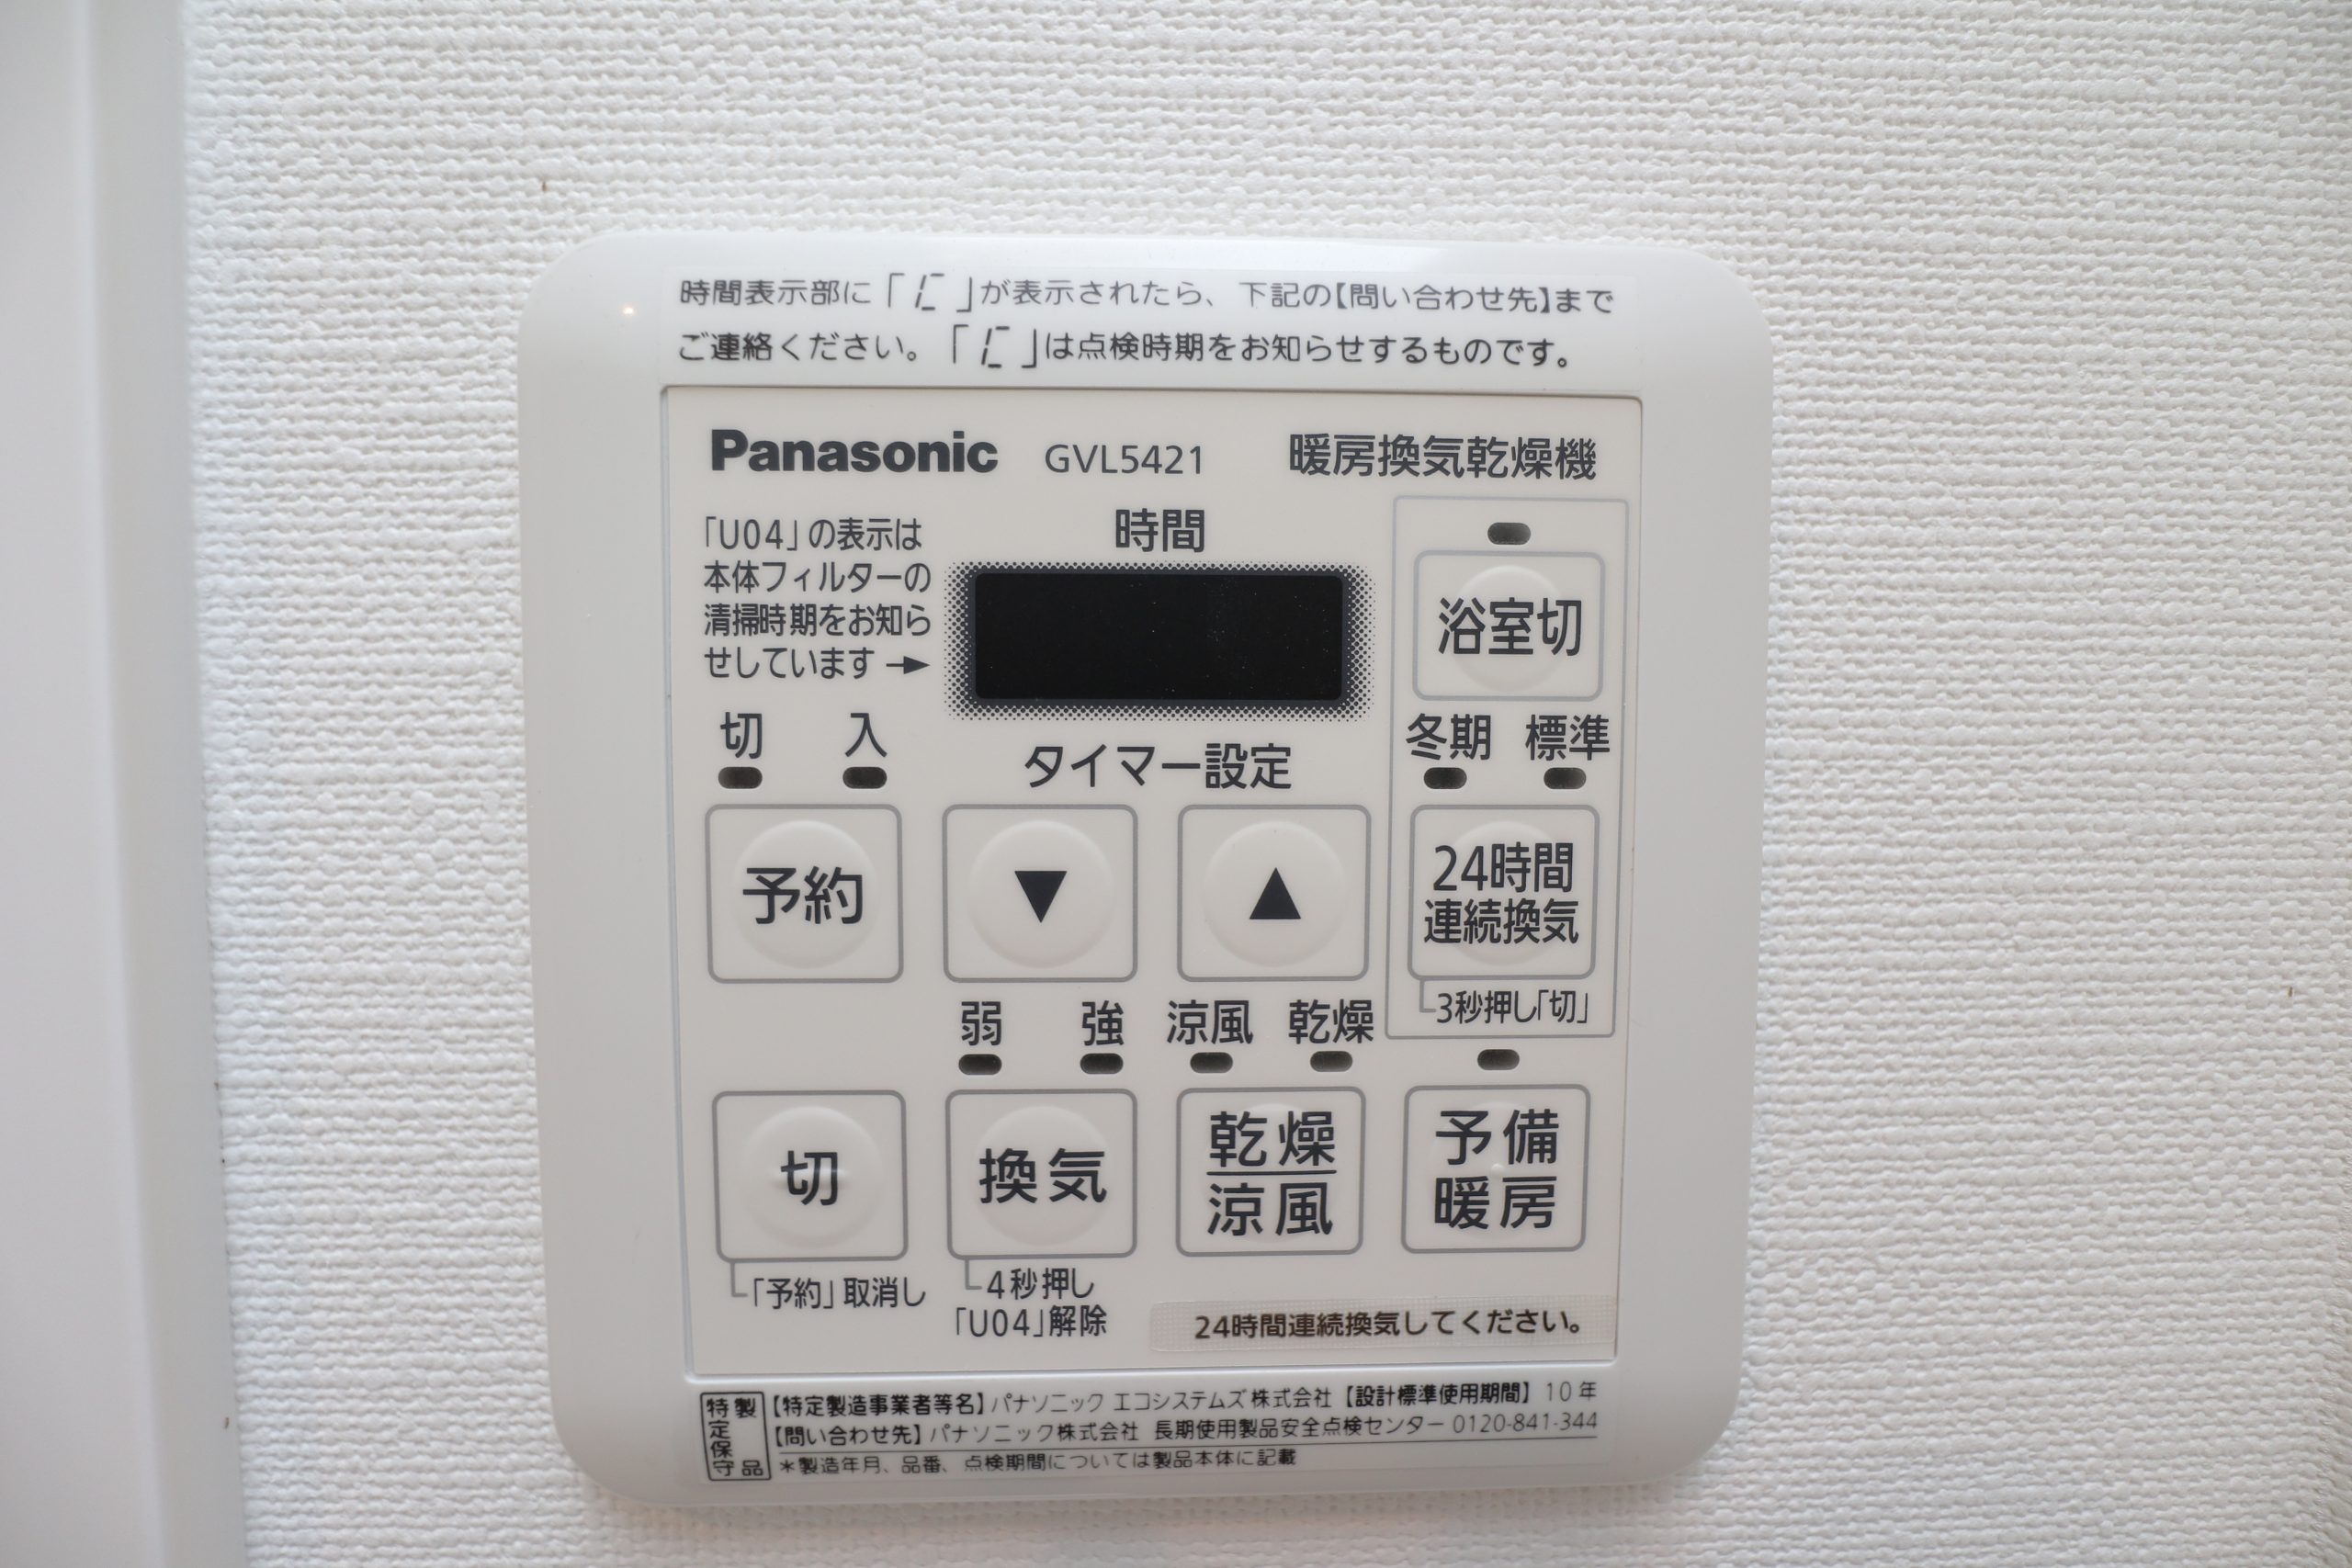 時間表示部に「 」が表示されたら、下記の【問い合わせ先】まで
ご連絡ください。「 」は点検時期をお知らせするものです。
Panasonic GVL5421 暖房換気乾燥機
「U04」の表示は
本体フィルターの
清掃時期をお知ら
せしています→
時間
浴室切
切 入
タイマー設定
冬期 標準
予約 ▼ ▲
24時間
連続換気
3秒押し「切」
弱 強 涼風 乾燥
切 換気
乾燥
涼風
予備
暖房
「予約」取消し
4秒押し
「U04」解除
24時間連続換気してください。
特定保守製品
【特定製造事業者等名】パナソニック エコシステムズ株式会社【設計標準使用期間】10年
【問い合わせ先】パナソニック株式会社 長期使用製品安全点検センター 0120-841-344
＊製造年月、品番、点検期間については製品本体に記載